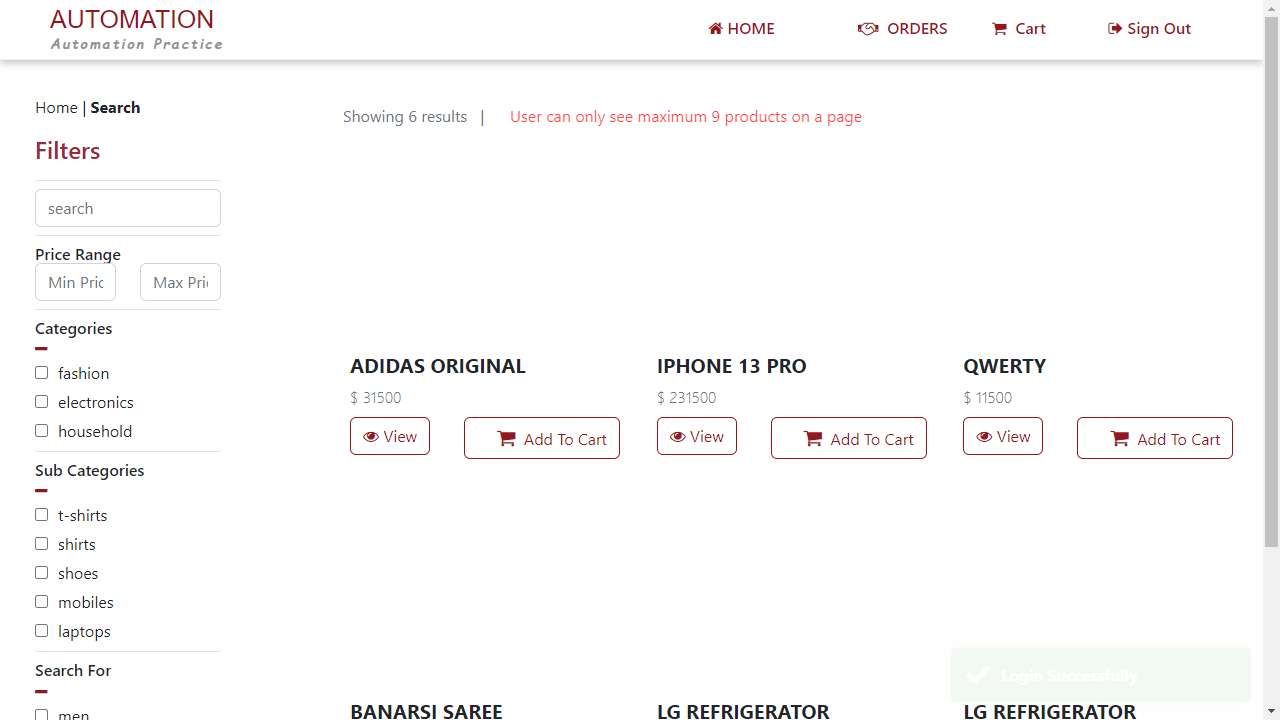 AUTOMATION
Automation Practice
HOME
ORDERS
Cart
Sign Out
Home | Search
Showing 6 results |
User can only see maximum 9 products on a page
Filters
search
Price Range
Min Pric
Max Pri
Categories
fashion
electronics
household
Sub Categories
t-shirts
shirts
shoes
mobiles
laptops
Search For
men
ADIDAS ORIGINAL
$ 31500
View
Add To Cart
IPHONE 13 PRO
$ 231500
View
Add To Cart
QWERTY
$ 11500
View
Add To Cart
BANARSI SAREE
LG REFRIGERATOR
LG REFRIGERATOR
Login Successfully